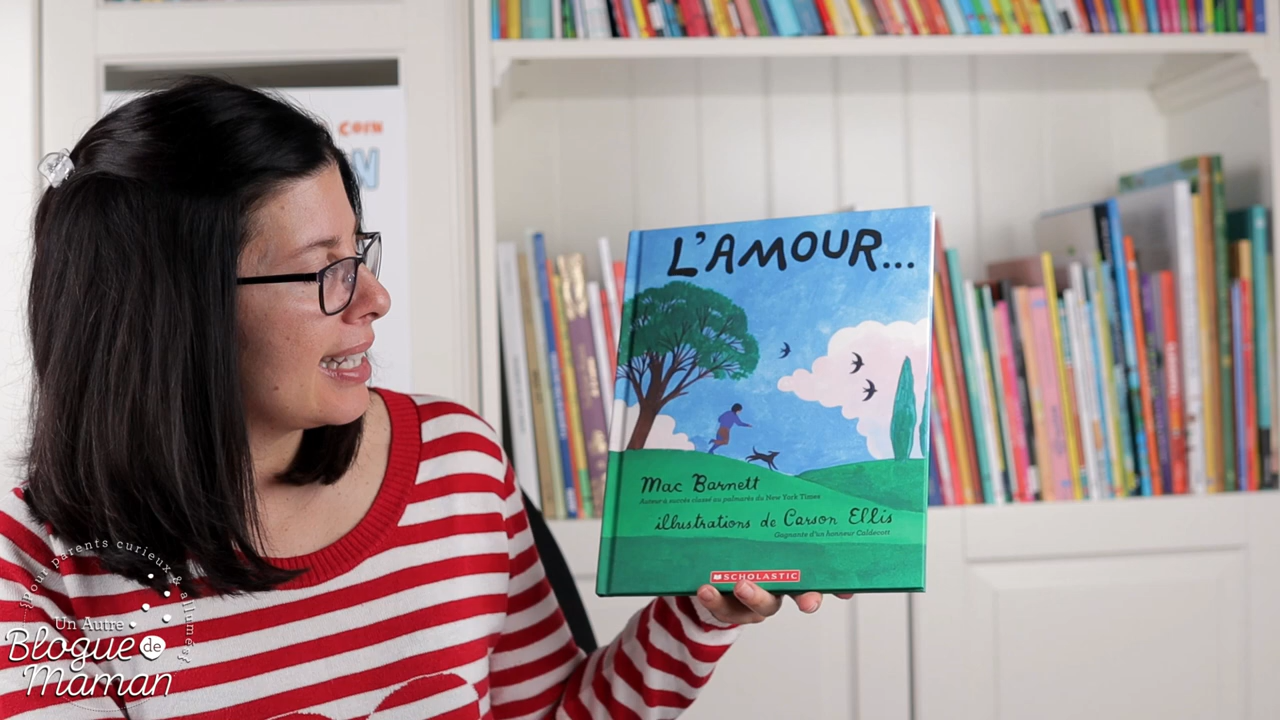 CORN
N
L'AMOUR...
Mac Barnett
Auteur à succès classé au palmarès du New York Times
illustrations de Carson Ellis
Gagnante d'un honneur Caldecott
SCHOLASTIC
{Pour parents curieux & allumés}
Un Autre
Blogue de
Maman